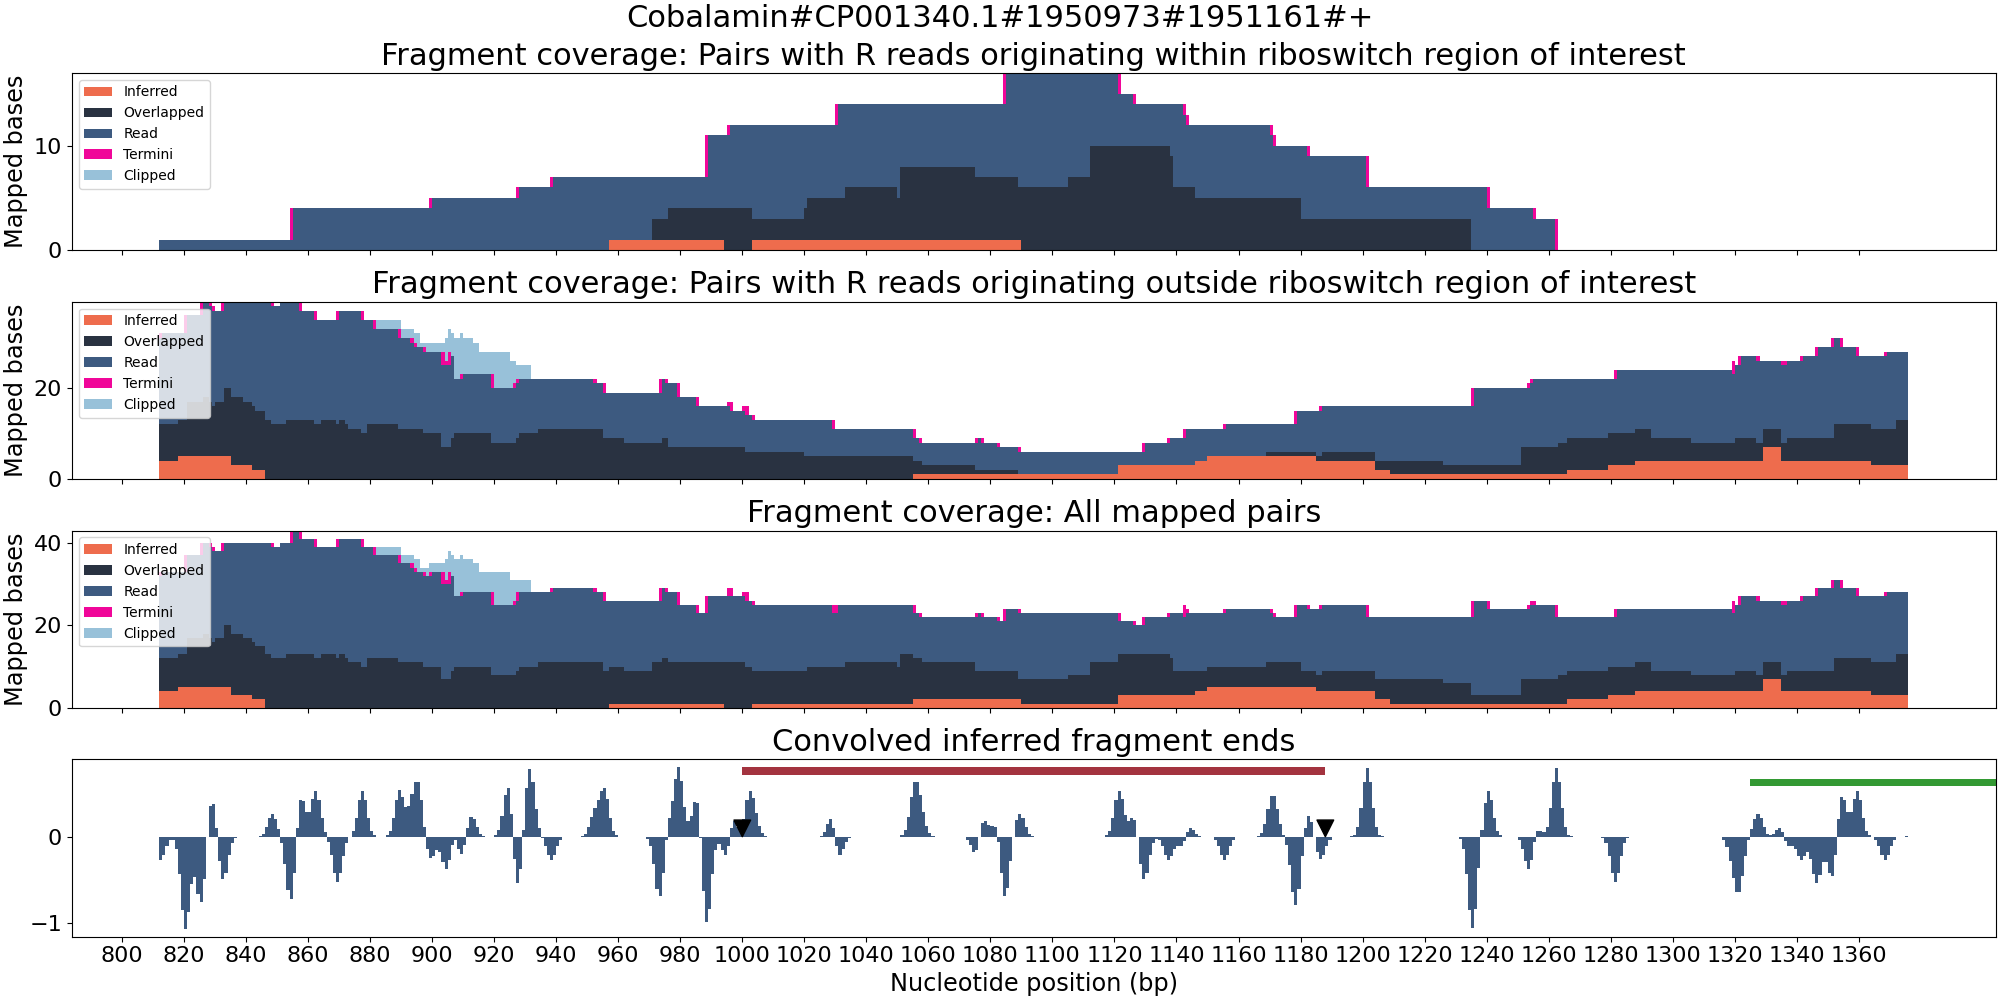 Cobalamin#CP001340.1#1950973#1951161#+
Fragment coverage: Pairs with R reads originating within riboswitch region of interest
Mapped bases
10
0
Inferred
Overlapped
Read
Termini
Clipped
Fragment coverage: Pairs with R reads originating outside riboswitch region of interest
Mapped bases
20
0
Inferred
Overlapped
Read
Termini
Clipped
Fragment coverage: All mapped pairs
Mapped bases
40
20
0
Inferred
Overlapped
Read
Termini
Clipped
Convolved inferred fragment ends
0
−1
800 820 840 860 880 900 920 940 960 980 1000 1020 1040 1060 1080 1100 1120 1140 1160 1180 1200 1220 1240 1260 1280 1300 1320 1340 1360
Nucleotide position (bp)